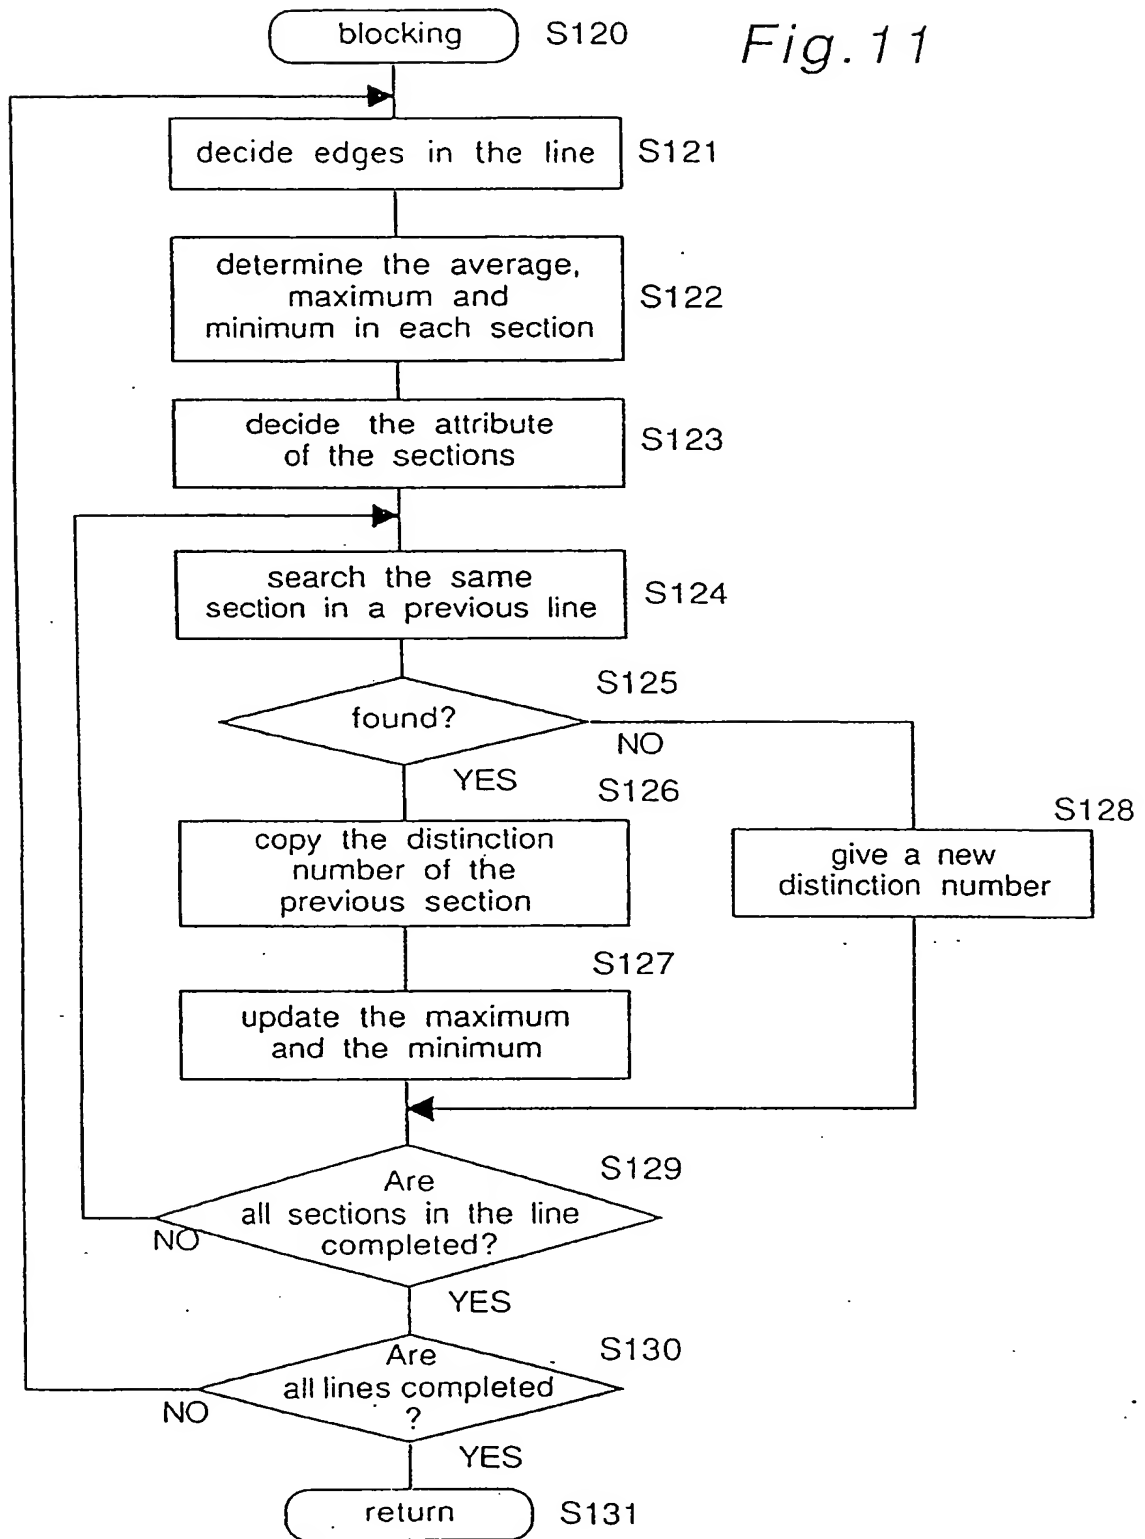 blocking S120
Fig. 11
decide edges in the line S121
determine the average,
maximum and
minimum in each section
S122
decide the attribute
of the sections
S123
search the same
section in a previous line
S124
S125
found?
NO
YES
S126
copy the distinction
number of the
previous section
S128
give a new
distinction number
S127
update the maximum
and the minimum
S129
Are
all sections in the line
completed?
NO
YES
S130
Are
all lines completed
?
NO
YES
return S131